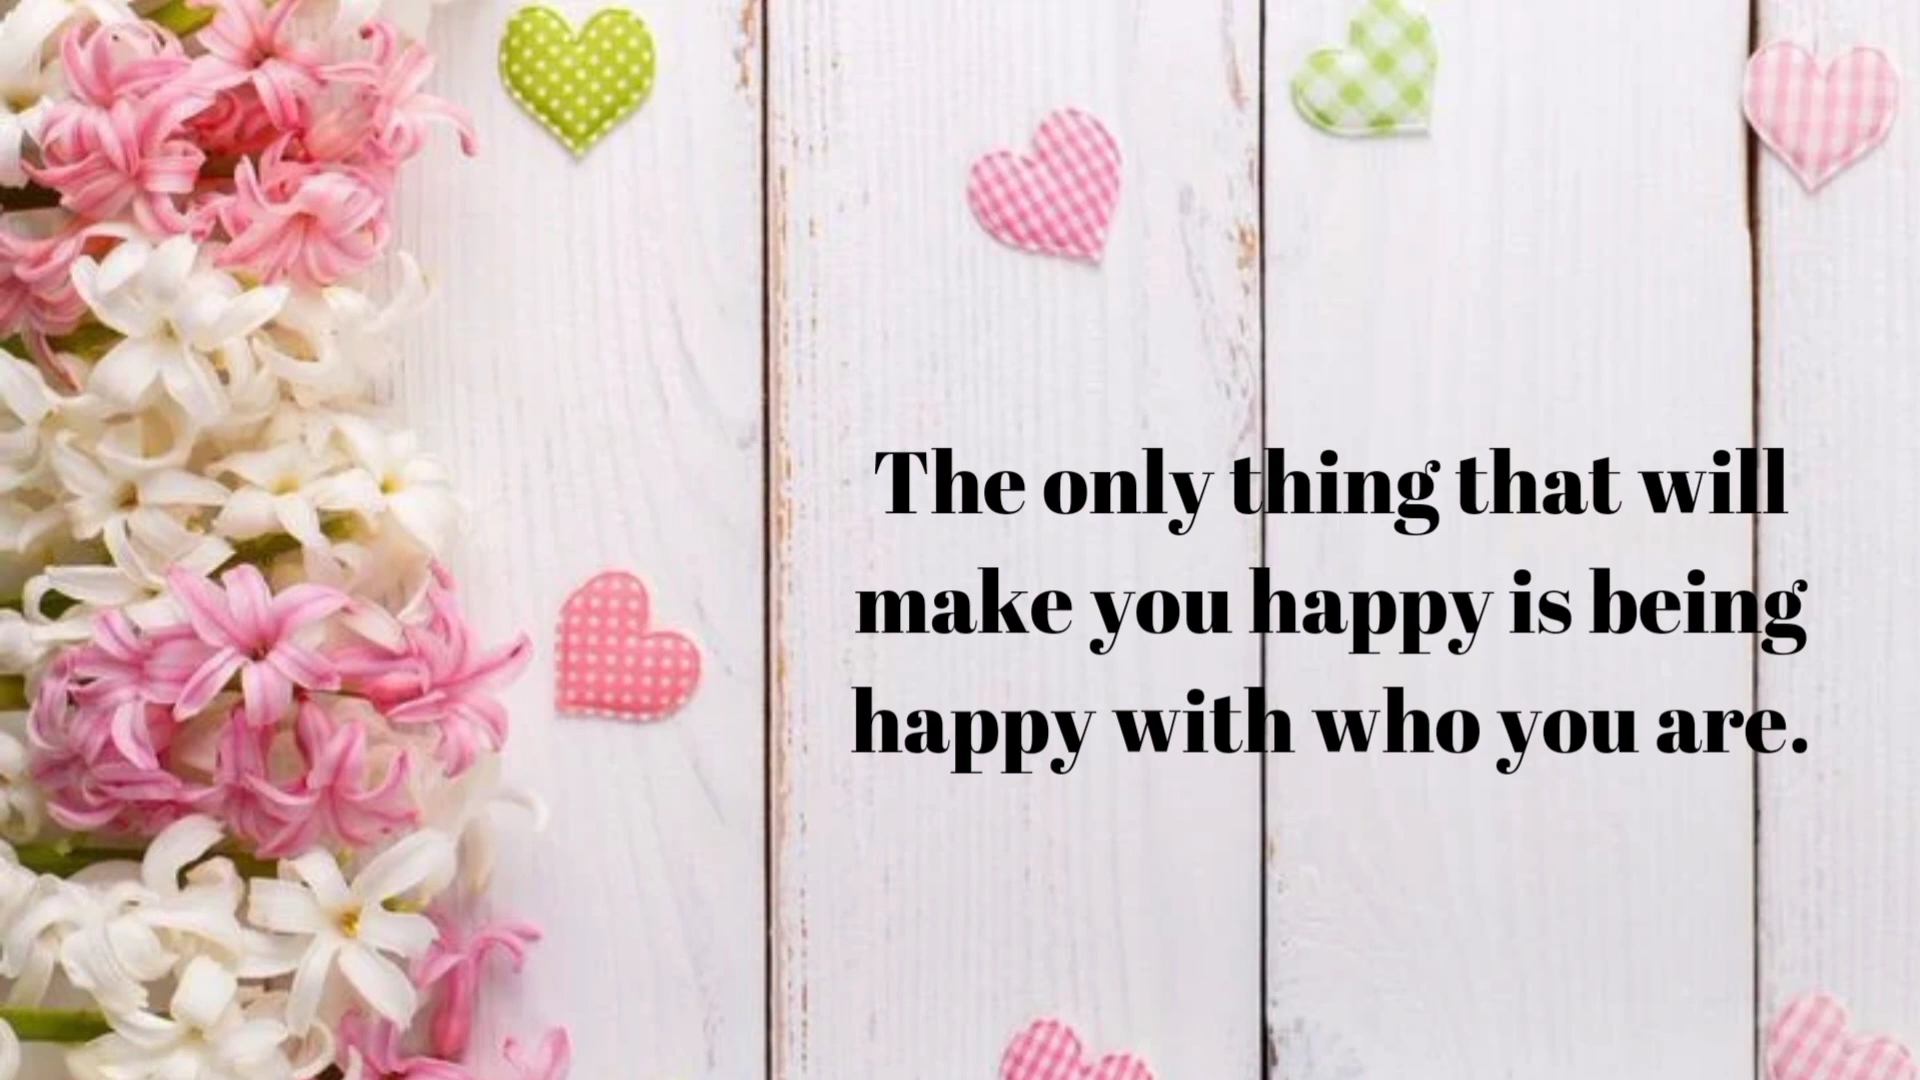 The only thing that will
make you happy is being
happy with who you are.